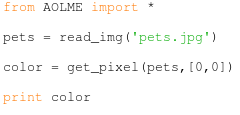 from AOLME import *
pets = read_img('pets.jpg')
color = get_pixel(pets,[0,0])
print color